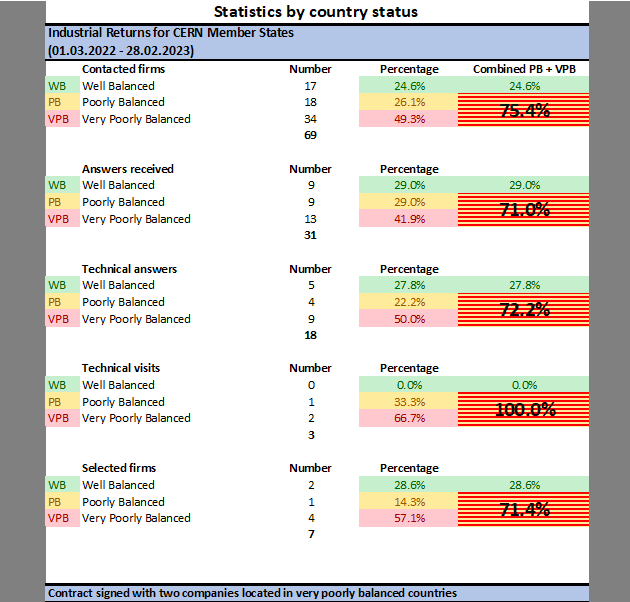 Statistics by country status
Industrial Returns for CERN Member States
(01.03.2022 - 28.02.2023)
Contacted firms Number Percentage Combined PB + VPB
WB Well Balanced 17 24.6% 24.6%
PB Poorly Balanced 18 26.1% 75.4%
VPB Very Poorly Balanced 34 49.3%
69
Answers received Number Percentage
WB Well Balanced 9 29.0% 29.0%
PB Poorly Balanced 9 29.0% 71.0%
VPB Very Poorly Balanced 13 41.9%
31
Technical answers Number Percentage
WB Well Balanced 5 27.8% 27.8%
PB Poorly Balanced 4 22.2% 72.2%
VPB Very Poorly Balanced 9 50.0%
18
Technical visits Number Percentage
WB Well Balanced 0 0.0% 0.0%
PB Poorly Balanced 1 33.3% 100.0%
VPB Very Poorly Balanced 2 66.7%
3
Selected firms Number Percentage
WB Well Balanced 2 28.6% 28.6%
PB Poorly Balanced 1 14.3% 71.4%
VPB Very Poorly Balanced 4 57.1%
7
Contract signed with two companies located in very poorly balanced countries